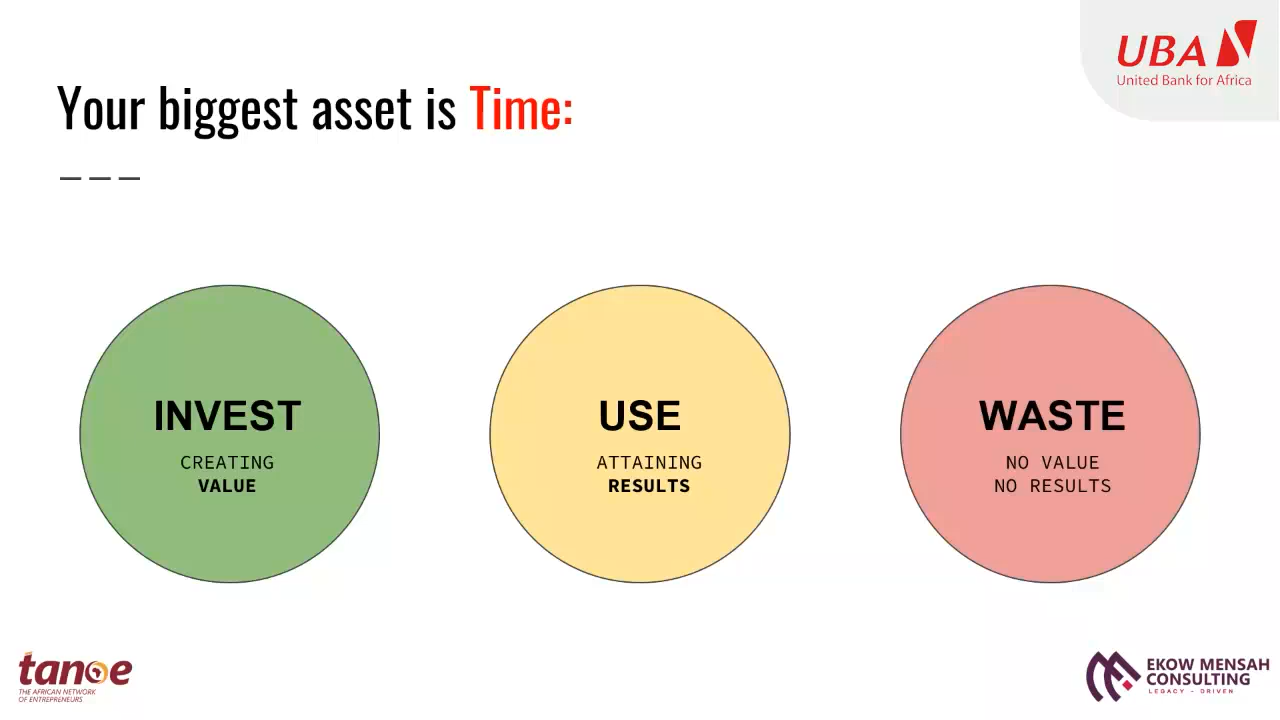 UBA
United Bank for Africa
Your biggest asset is Time:
INVEST
CREATING
VALUE
USE
ATTAINING
RESULTS
WASTE
NO VALUE
NO RESULTS
tanoe
THE AFRICAN NETWORK
OF ENTREPRENEURS
EKOW MENSAH
CONSULTING
LEGACY - DRIVEN